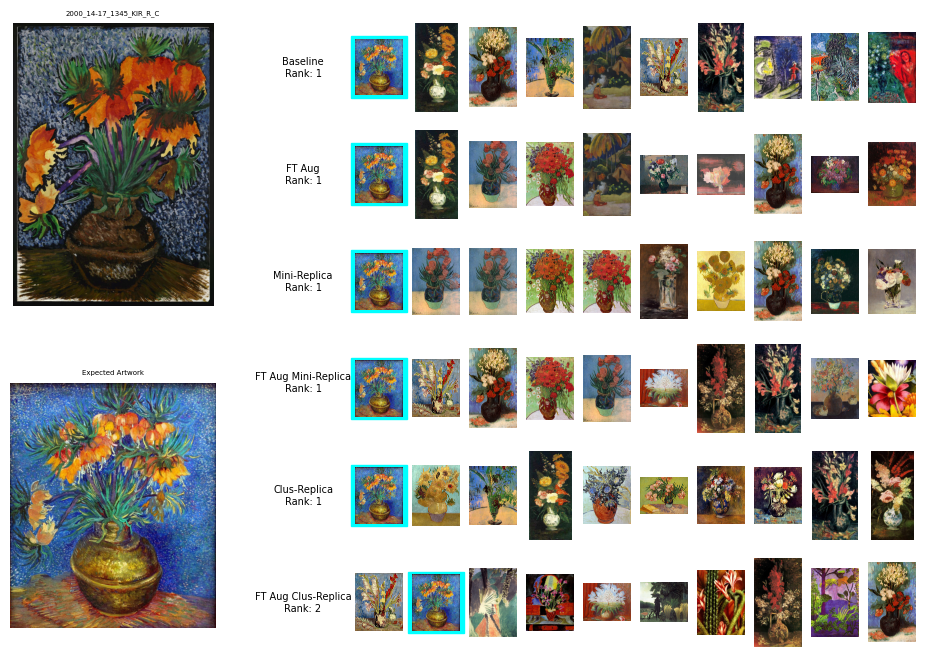 2000_14-17_1345_KIR_R_C
Baseline
Rank: 1
FT Aug
Rank: 1
Mini-Replica
Rank: 1
Expected Artwork
FT Aug Mini-Replica
Rank: 1
Clus-Replica
Rank: 1
FT Aug Clus-Replica
Rank: 2